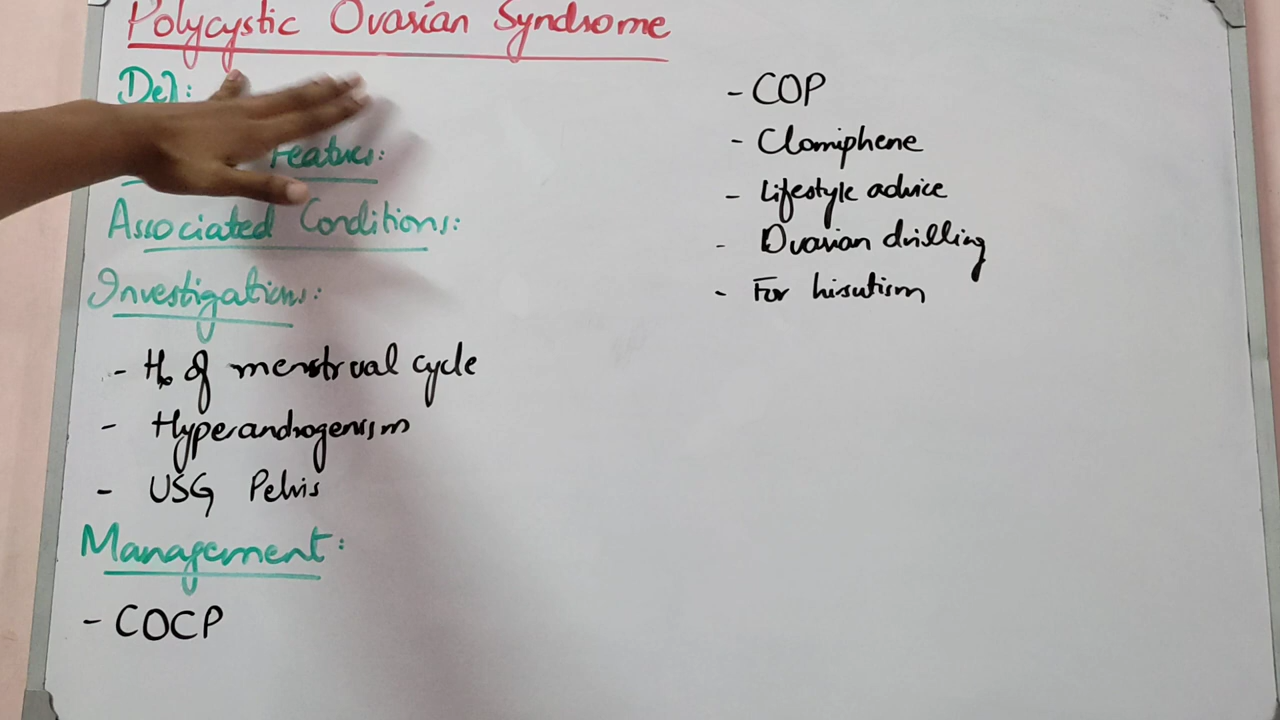 Polycystic Ovarian Syndrome
Def:
Features:
Associated Conditions:
Investigations:
- H/o of menstrual cycle
- Hyperandrogenism
- USG Pelvis
Management:
- COCP
- COP
- Clomiphene
- Lifestyle advice
- Ovarian drilling
- For hisutism